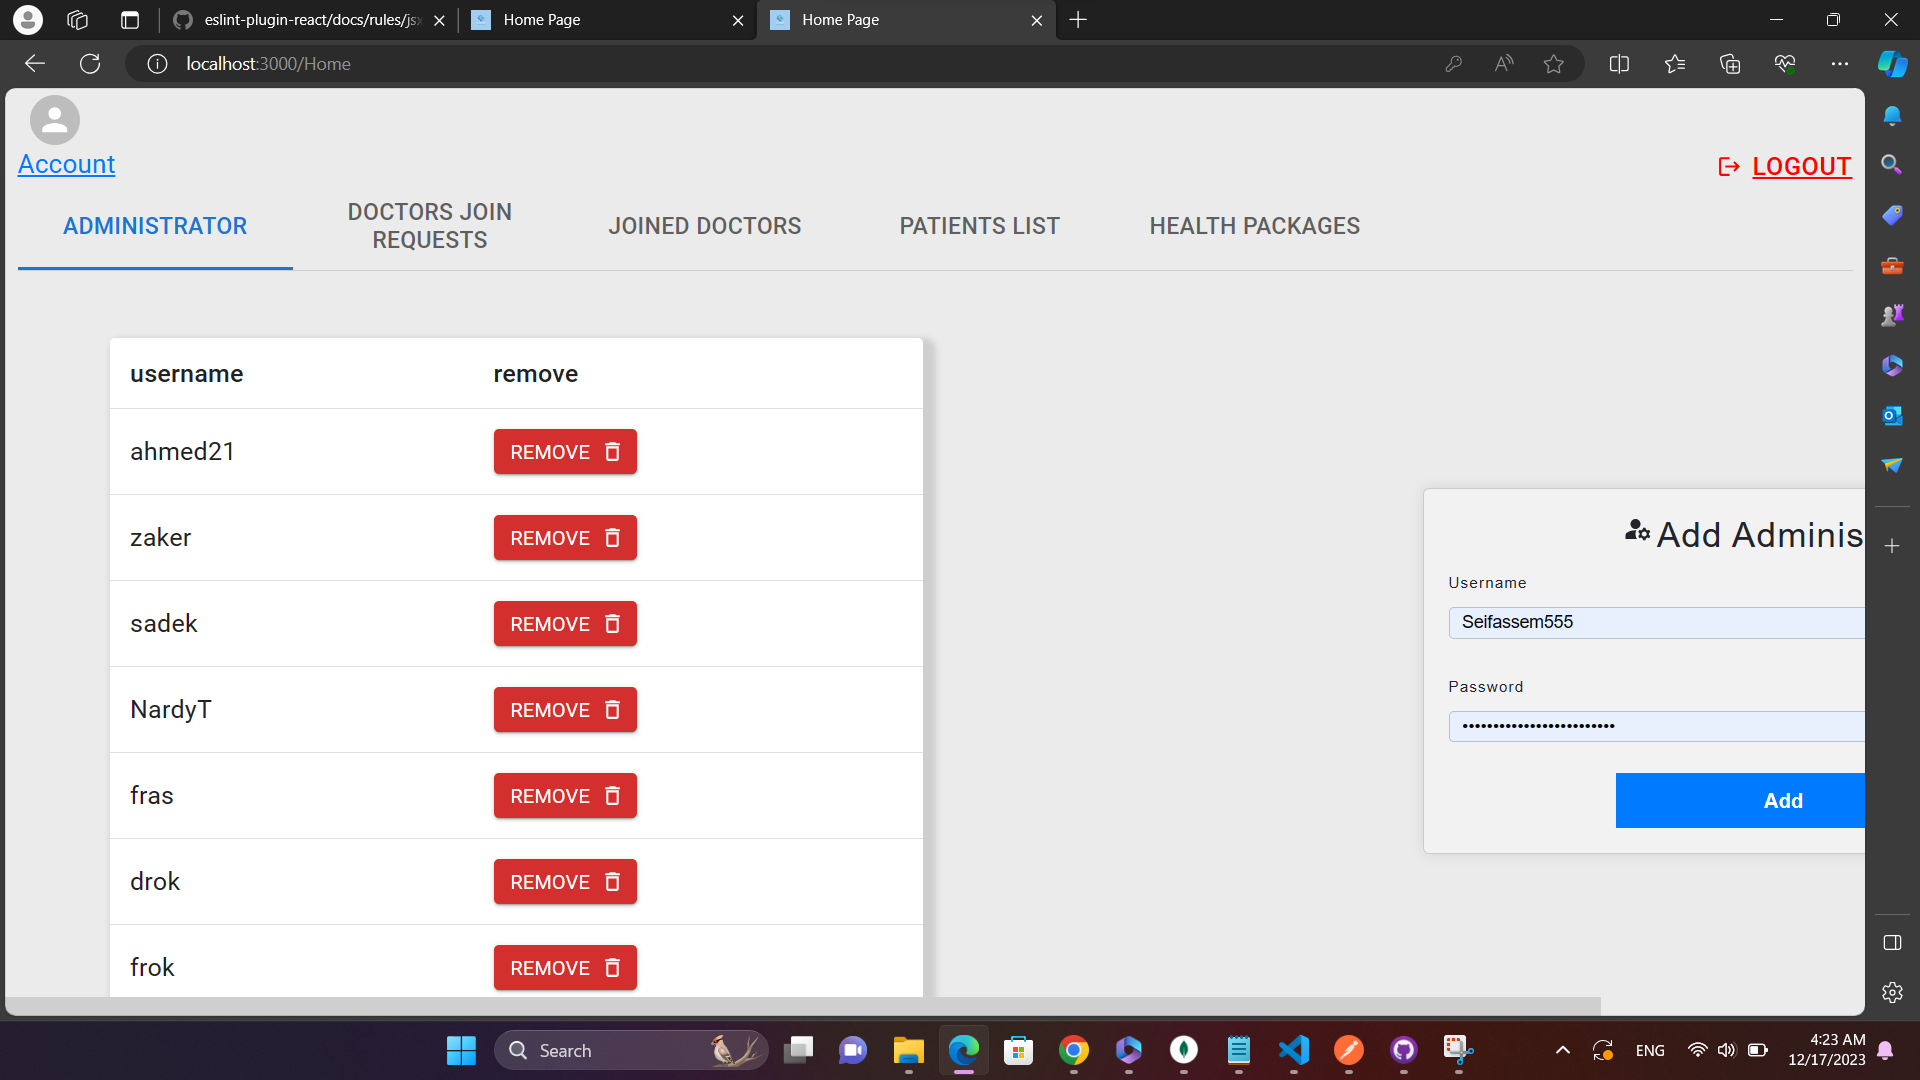 eslint-plugin-react/docs/rules/jsx
Home Page
Home Page
localhost:3000/Home
Account
LOGOUT
ADMINISTRATOR
DOCTORS JOIN
REQUESTS
JOINED DOCTORS
PATIENTS LIST
HEALTH PACKAGES
username
remove
ahmed21
REMOVE
zaker
REMOVE
sadek
REMOVE
NardyT
REMOVE
fras
REMOVE
drok
REMOVE
frok
REMOVE
Add Adminis
Username
Seifassem555
Password
Add
Search
ENG
4:23 AM
12/17/2023